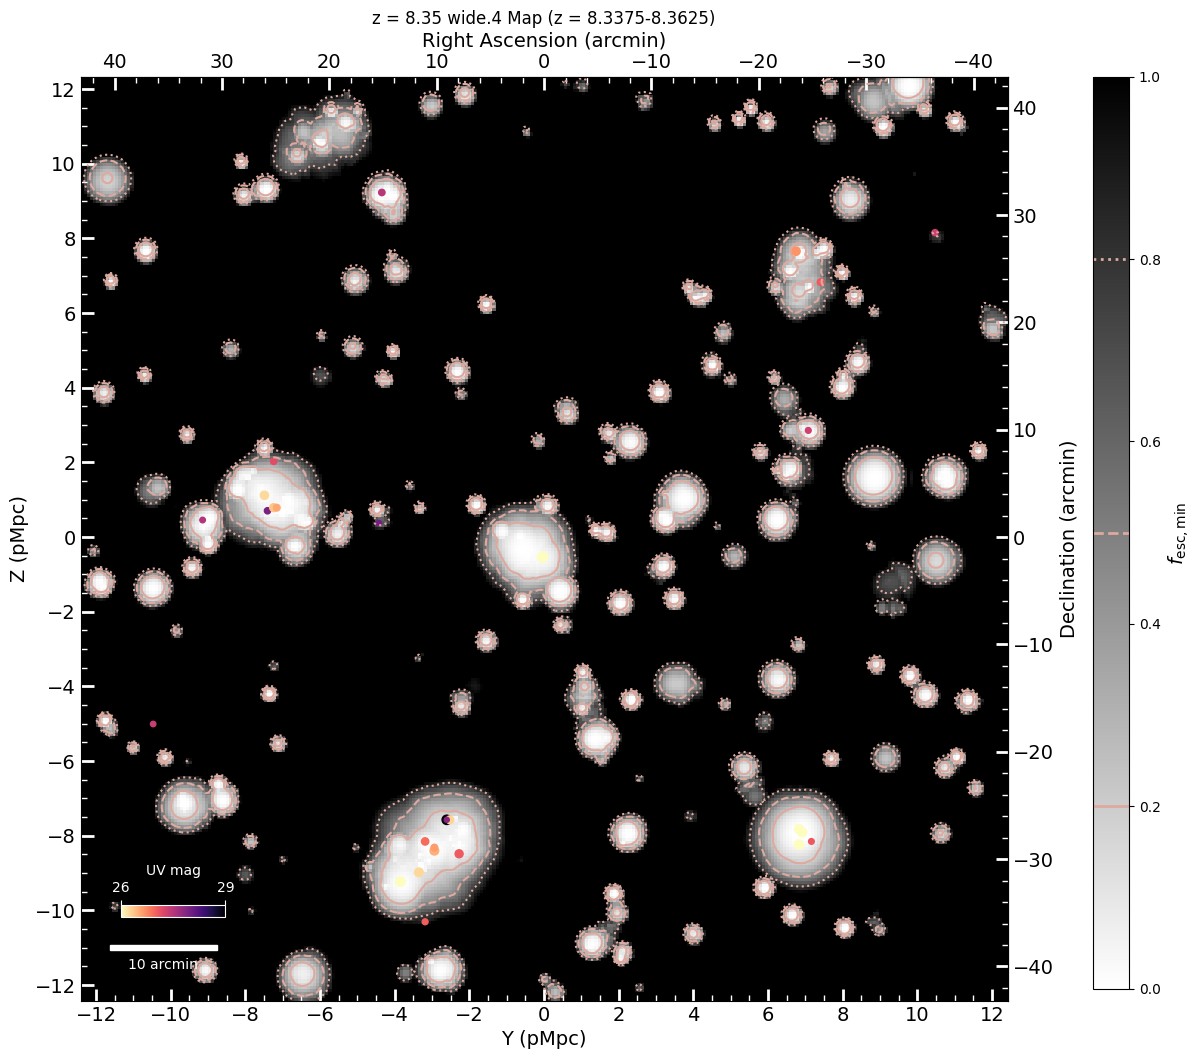 z = 8.35 wide.4 Map (z = 8.3375-8.3625)
Right Ascension (arcmin)
40 30 20 10 0 −10 −20 −30 −40
12 10 8 6 4 2 0 −2 −4 −6 −8 −10 −12
Z (pMpc)
40 30 20 10 0 −10 −20 −30 −40
Declination (arcmin)
1.0 0.8 0.6 0.4 0.2 0.0
fesc,min
UV mag
26 29
10 arcmin
−12 −10 −8 −6 −4 −2 0 2 4 6 8 10 12
Y (pMpc)